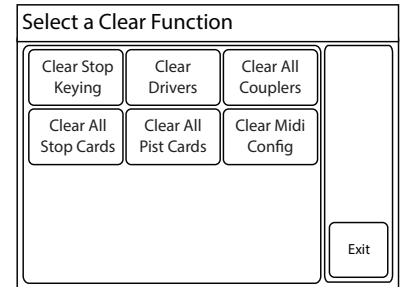 Select a Clear Function
Clear Stop
Keying
Clear
Drivers
Clear All
Couplers
Clear All
Stop Cards
Clear All
Pist Cards
Clear Midi
Config
Exit